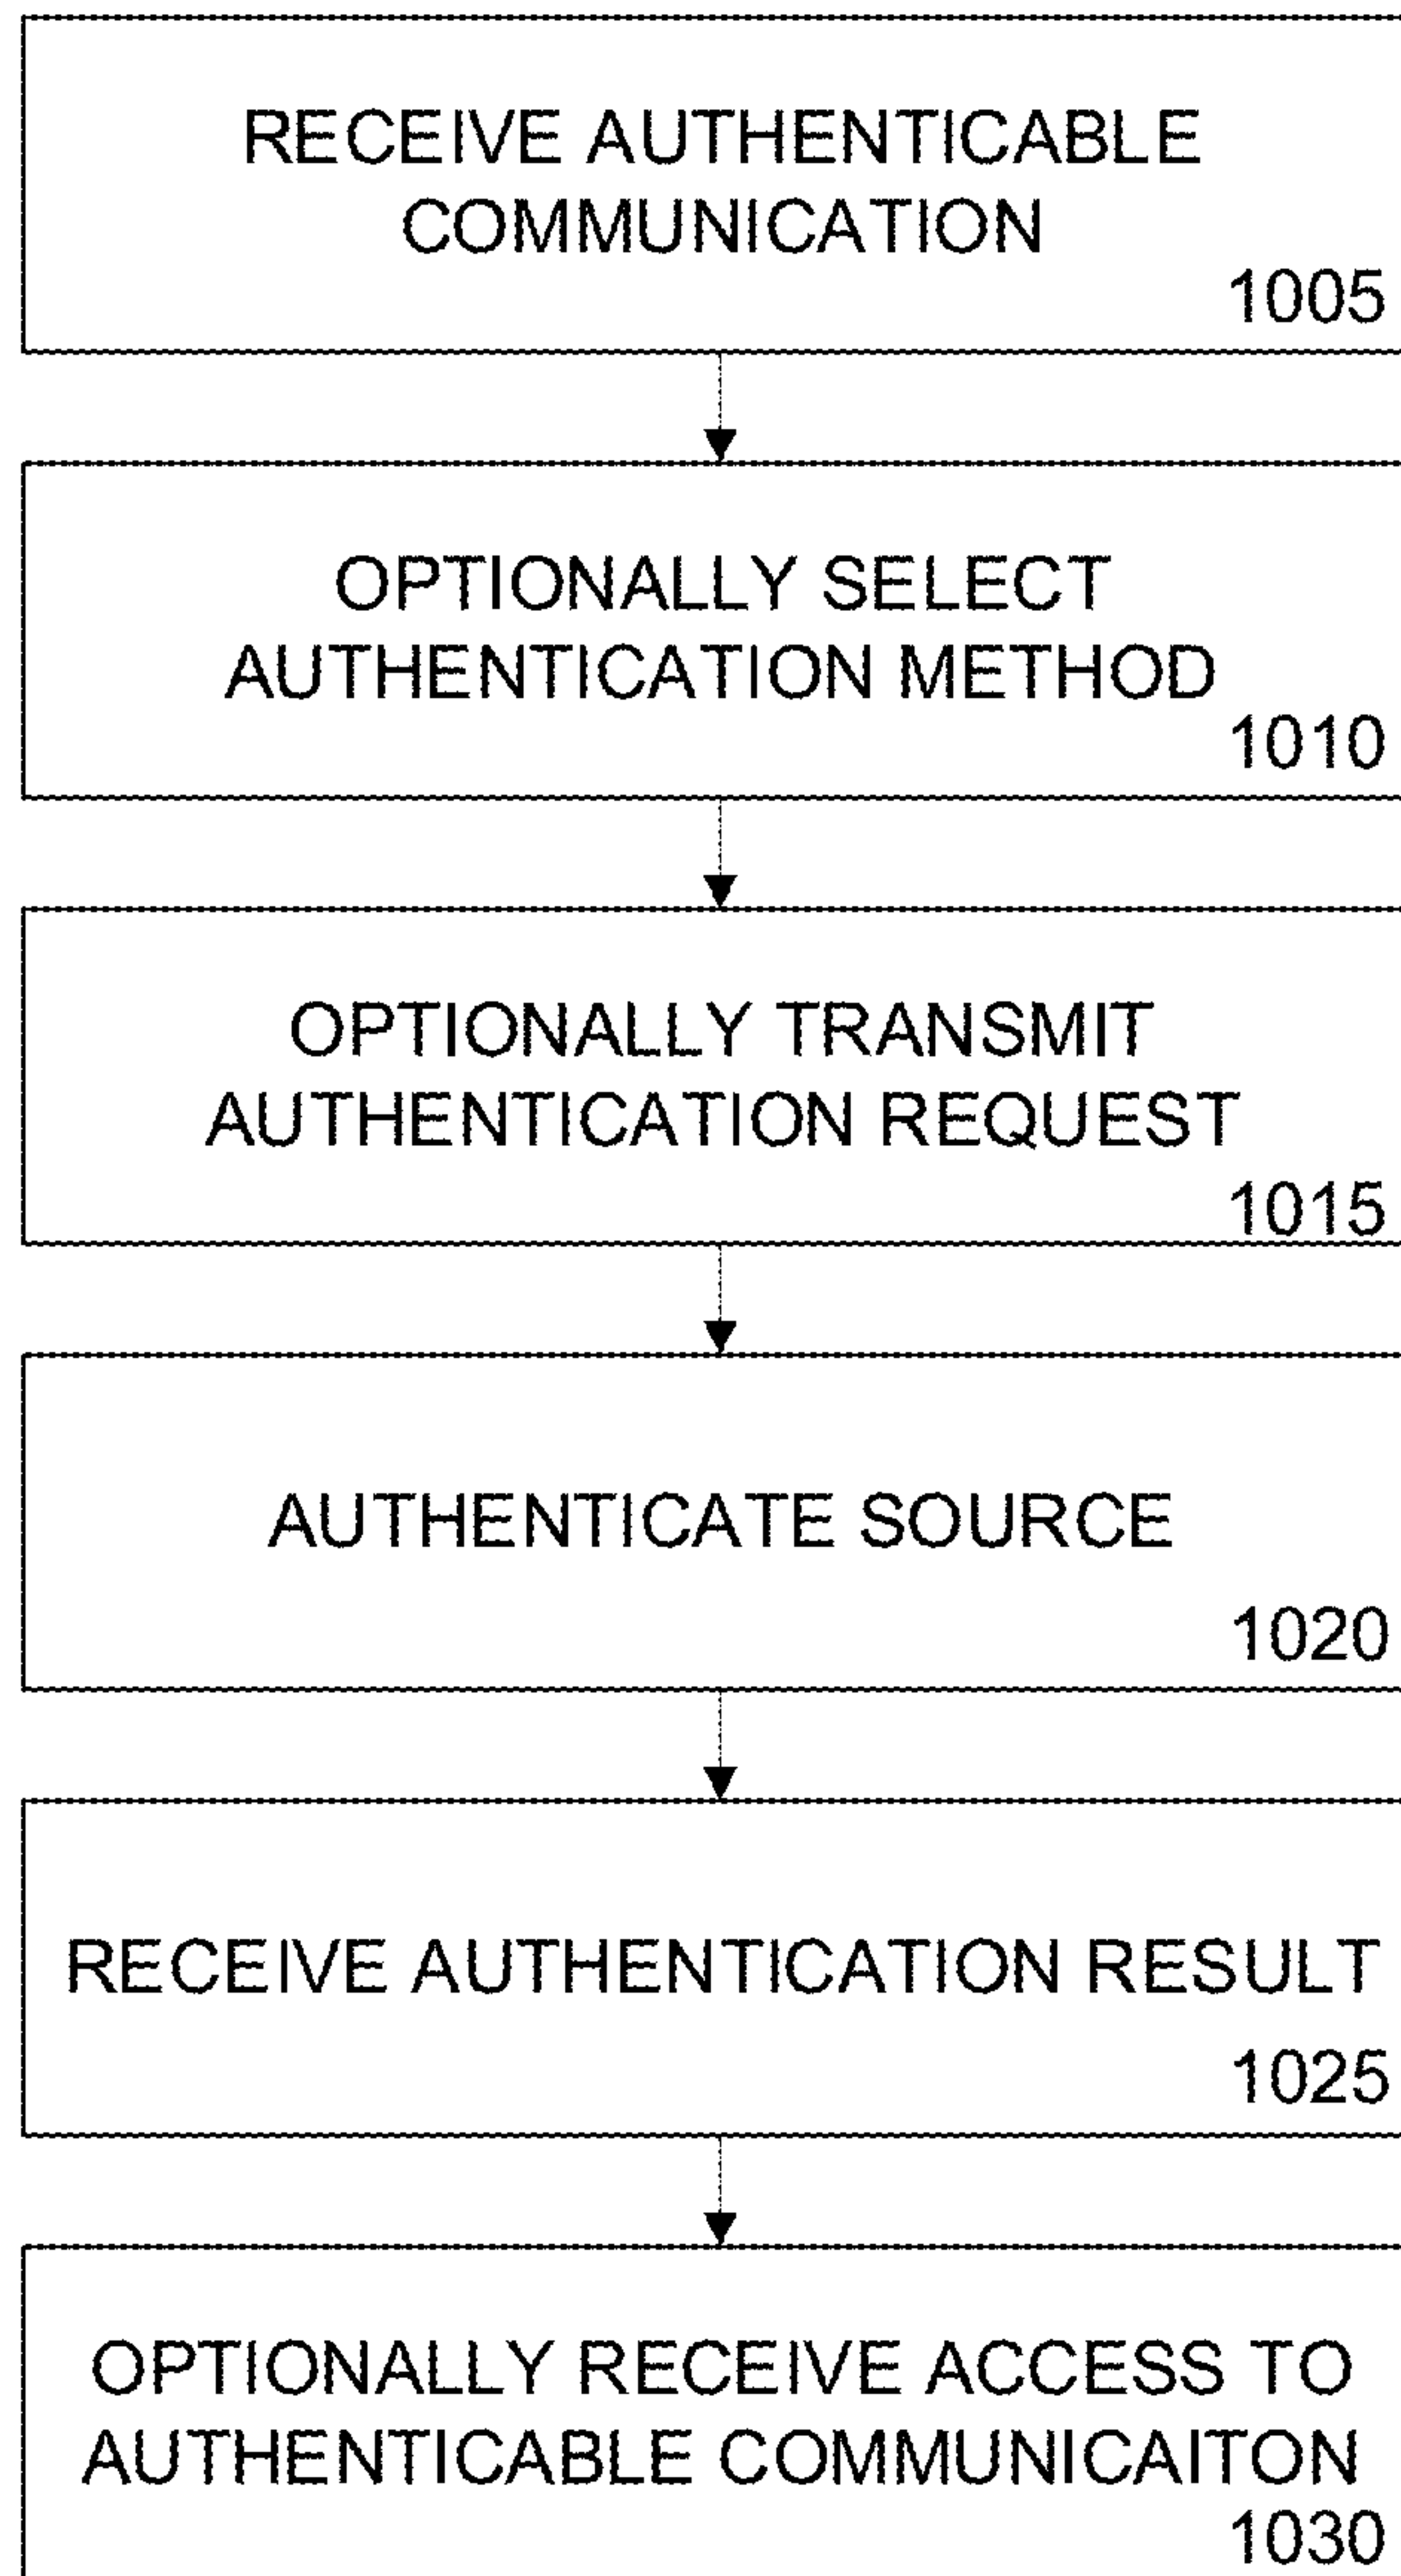 RECEIVE AUTHENTICABLE
COMMUNICATION
1005
OPTIONALLY SELECT
AUTHENTICATION METHOD
1010
OPTIONALLY TRANSMIT
AUTHENTICATION REQUEST
1015
AUTHENTICATE SOURCE
1020
RECEIVE AUTHENTICATION RESULT
1025
OPTIONALLY RECEIVE ACCESS TO
AUTHENTICABLE COMMUNICAITON
1030